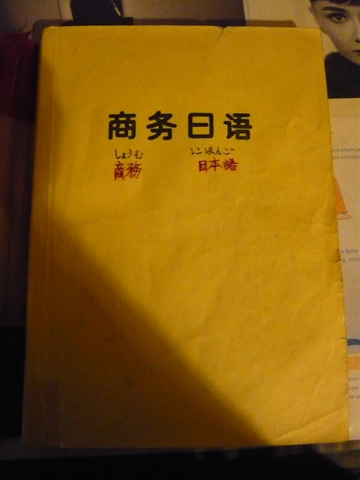 商务日语
しょうむ にほんご
商務 日本語